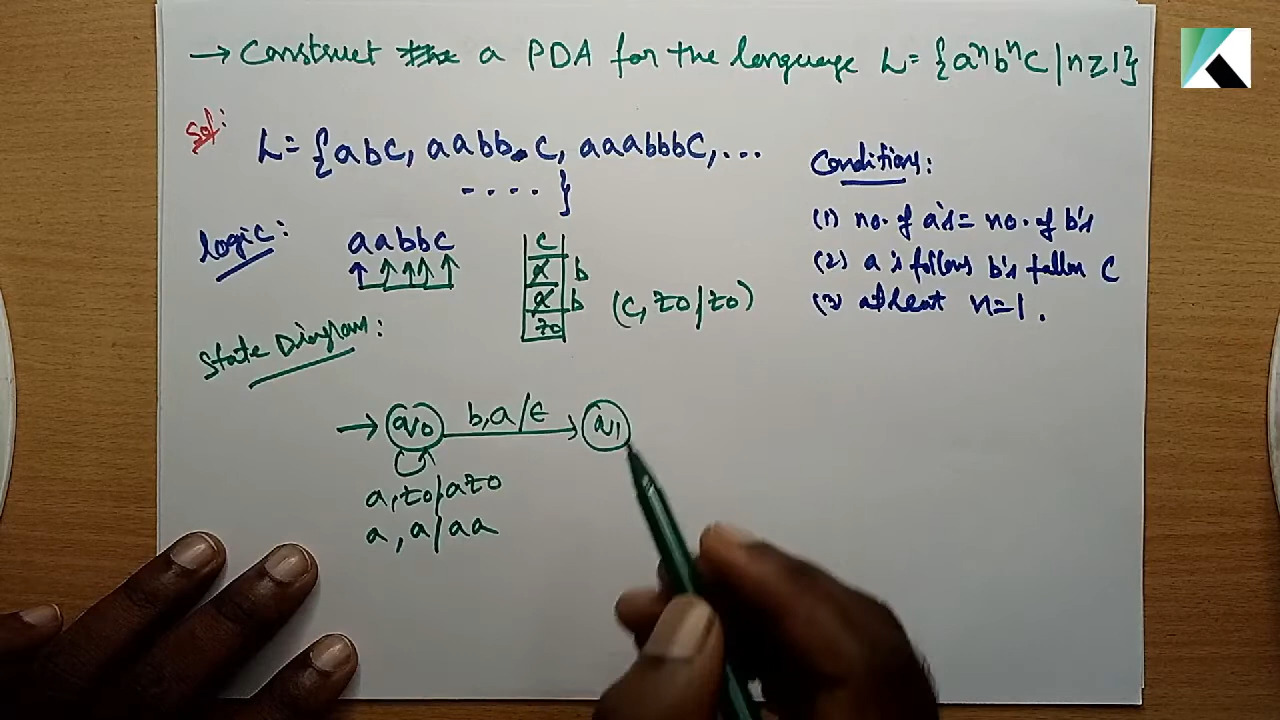 → Construct a PDA for the language L = {aⁿbⁿc | n≥1}
Sol:
L = {abc, aabb c, aaabbbc, ...
.... }
Conditions:
(1) no. of a's = no. of b's
(2) a's follows b's follow c
(3) atleast n=1.
Logic:
aabbc
c
a b
a b
z0
(c, z0/z0)
State Diagram:
→ q0 b,a/ε → q1
a, z0/az0
a, a/aa